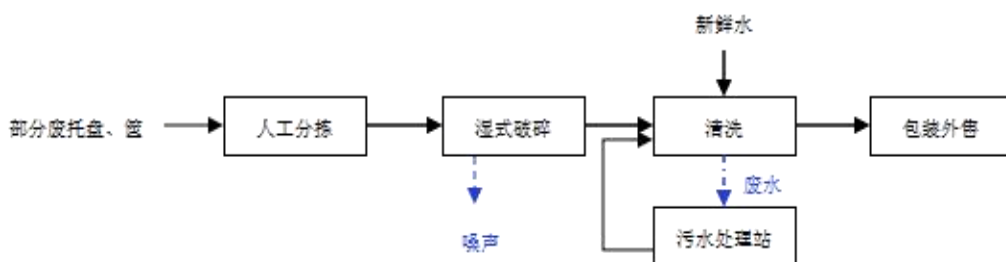 新鲜水
部分废托盘、筐
人工分拣
湿式破碎
清洗
包装外售
废水
噪声
污水处理站